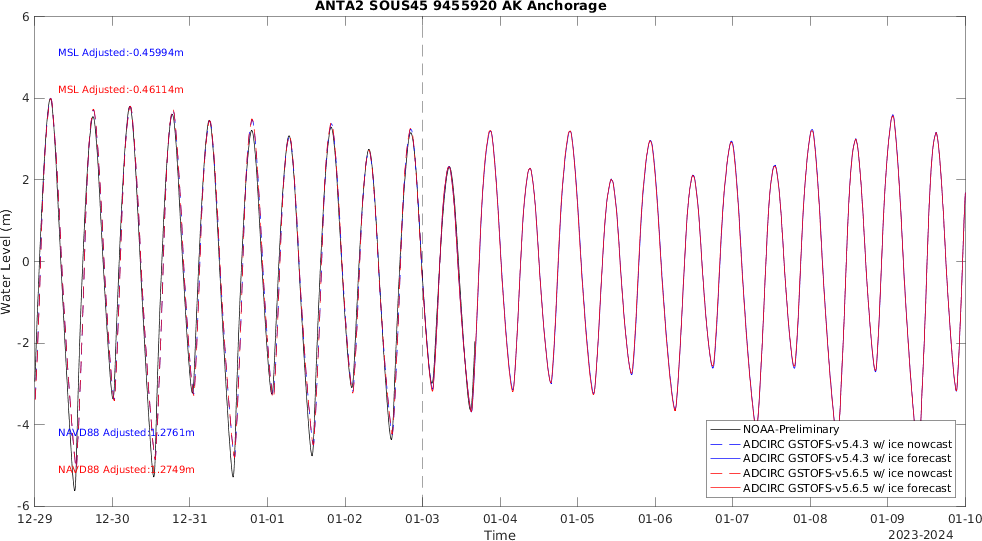 ANTA2 SOUS45 9455920 AK Anchorage
MSL Adjusted:-0.45994m
MSL Adjusted:-0.46114m
NAVD88 Adjusted:1.2761m
NAVD88 Adjusted:1.2749m
Water Level (m)
6
4
2
0
-2
-4
-6
NOAA-Preliminary
ADCIRC GSTOFS-v5.4.3 w/ ice nowcast
ADCIRC GSTOFS-v5.4.3 w/ ice forecast
ADCIRC GSTOFS-v5.6.5 w/ ice nowcast
ADCIRC GSTOFS-v5.6.5 w/ ice forecast
12-29 12-30 12-31 01-01 01-02 01-03 01-04 01-05 01-06 01-07 01-08 01-09 01-10
Time
2023-2024